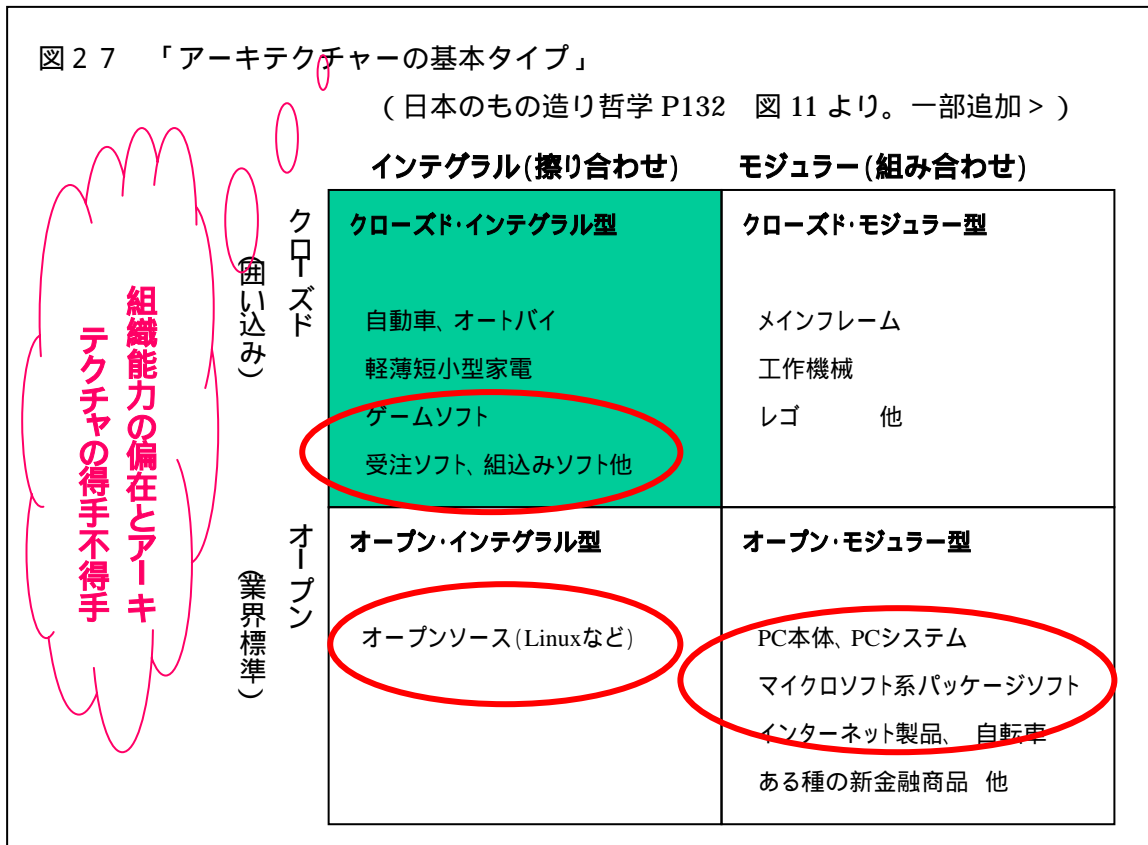 図27 「アーキテクチャーの基本タイプ」
(日本のもの造り哲学 P132 図 11 より。一部追加>)
インテグラル(擦り合わせ)
モジュラー(組み合わせ)
組織能力の偏在とアーキ
テクチャの得手不得手
クローズド
(囲い込み)
クローズド・インテグラル型
自動車、オートバイ
軽薄短小型家電
ゲームソフト
受注ソフト、組込みソフト他
クローズド・モジュラー型
メインフレーム
工作機械
レゴ 他
オープン
(業界標準)
オープン・インテグラル型
オープンソース(Linuxなど)
オープン・モジュラー型
PC本体、PCシステム
マイクロソフト系パッケージソフト
インターネット製品、 自転車
ある種の新金融商品 他